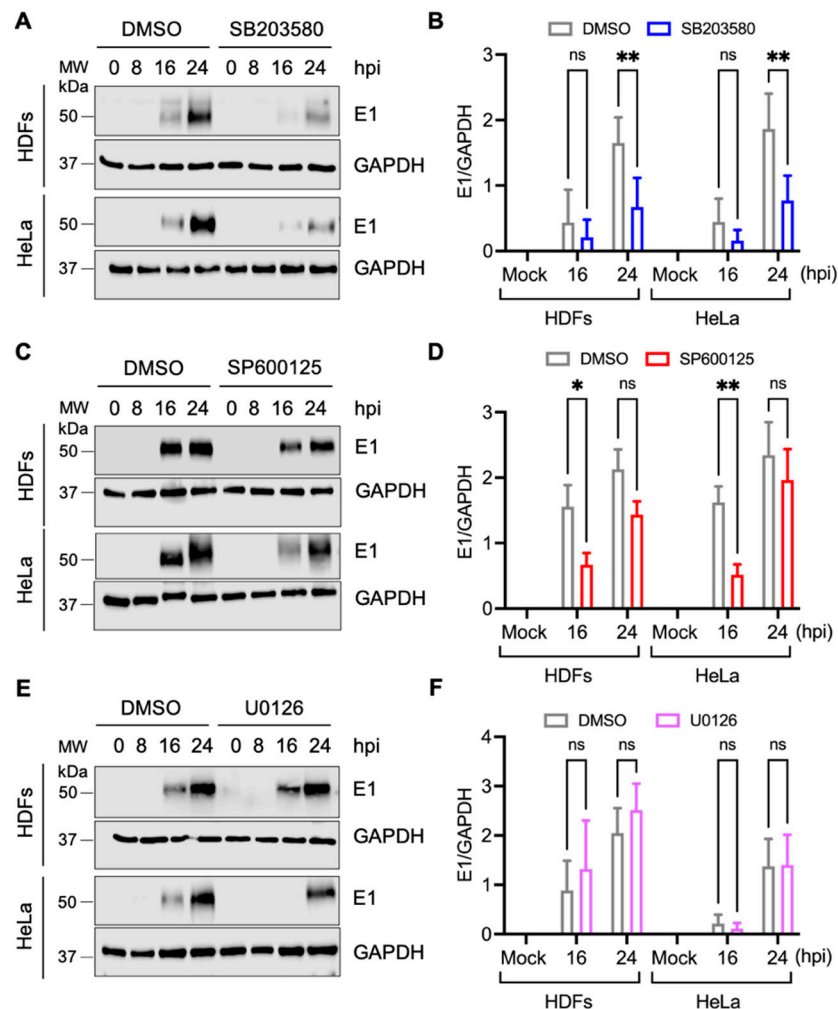 A
DMSO SB203580
MW 0 8 16 24 0 8 16 24 hpi
kDa
HDFs
50 E1
37 GAPDH
HeLa
50 E1
37 GAPDH
B
DMSO SB203580
ns ** ns **
E1/GAPDH
3
2
1
0
Mock 16 24 Mock 16 24 (hpi)
HDFs HeLa
C
DMSO SP600125
MW 0 8 16 24 0 8 16 24 hpi
kDa
HDFs
50 E1
37 GAPDH
HeLa
50 E1
37 GAPDH
D
DMSO SP600125
* ns ** ns
E1/GAPDH
3
2
1
0
Mock 16 24 Mock 16 24 (hpi)
HDFs HeLa
E
DMSO U0126
MW 0 8 16 24 0 8 16 24 hpi
kDa
HDFs
50 E1
37 GAPDH
HeLa
50 E1
37 GAPDH
F
DMSO U0126
ns ns ns ns
E1/GAPDH
4
3
2
1
0
Mock 16 24 Mock 16 24 (hpi)
HDFs HeLa